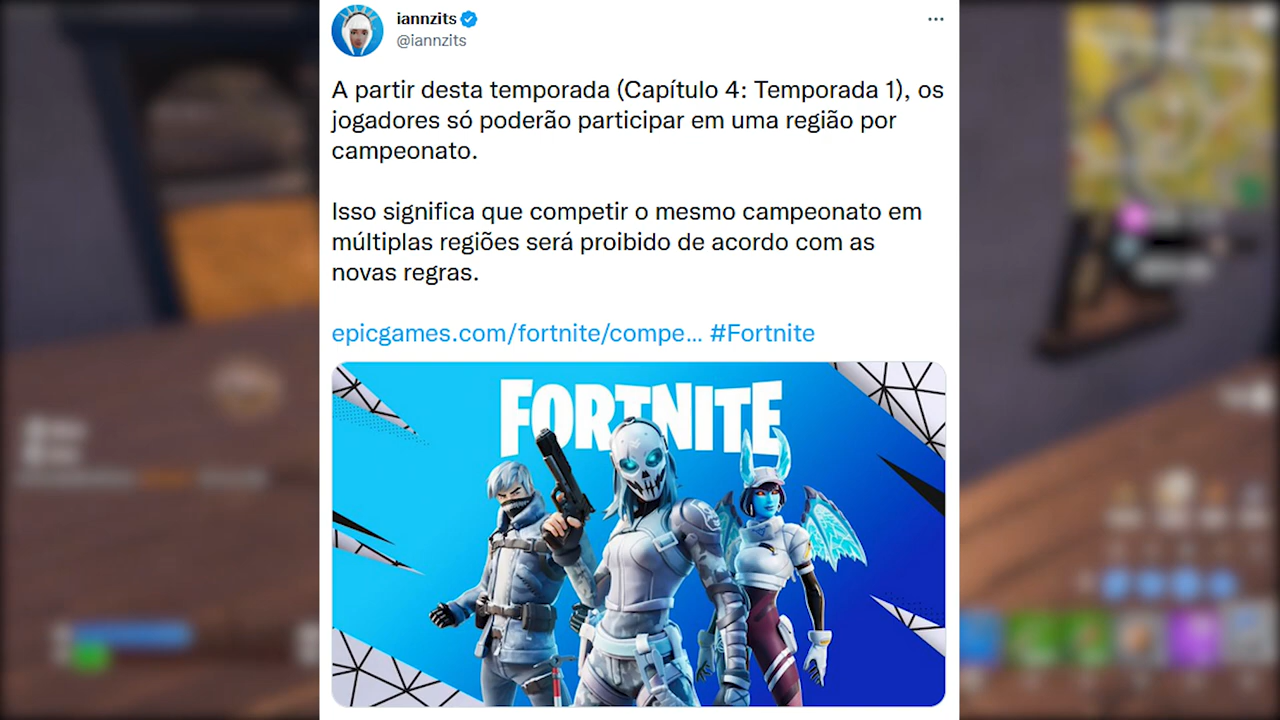 iannzits
@iannzits
A partir desta temporada (Capítulo 4: Temporada 1), os
jogadores só poderão participar em uma região por
campeonato.
Isso significa que competir o mesmo campeonato em
múltiplas regiões será proibido de acordo com as
novas regras.
epicgames.com/fortnite/compe... #Fortnite
FORTNITE